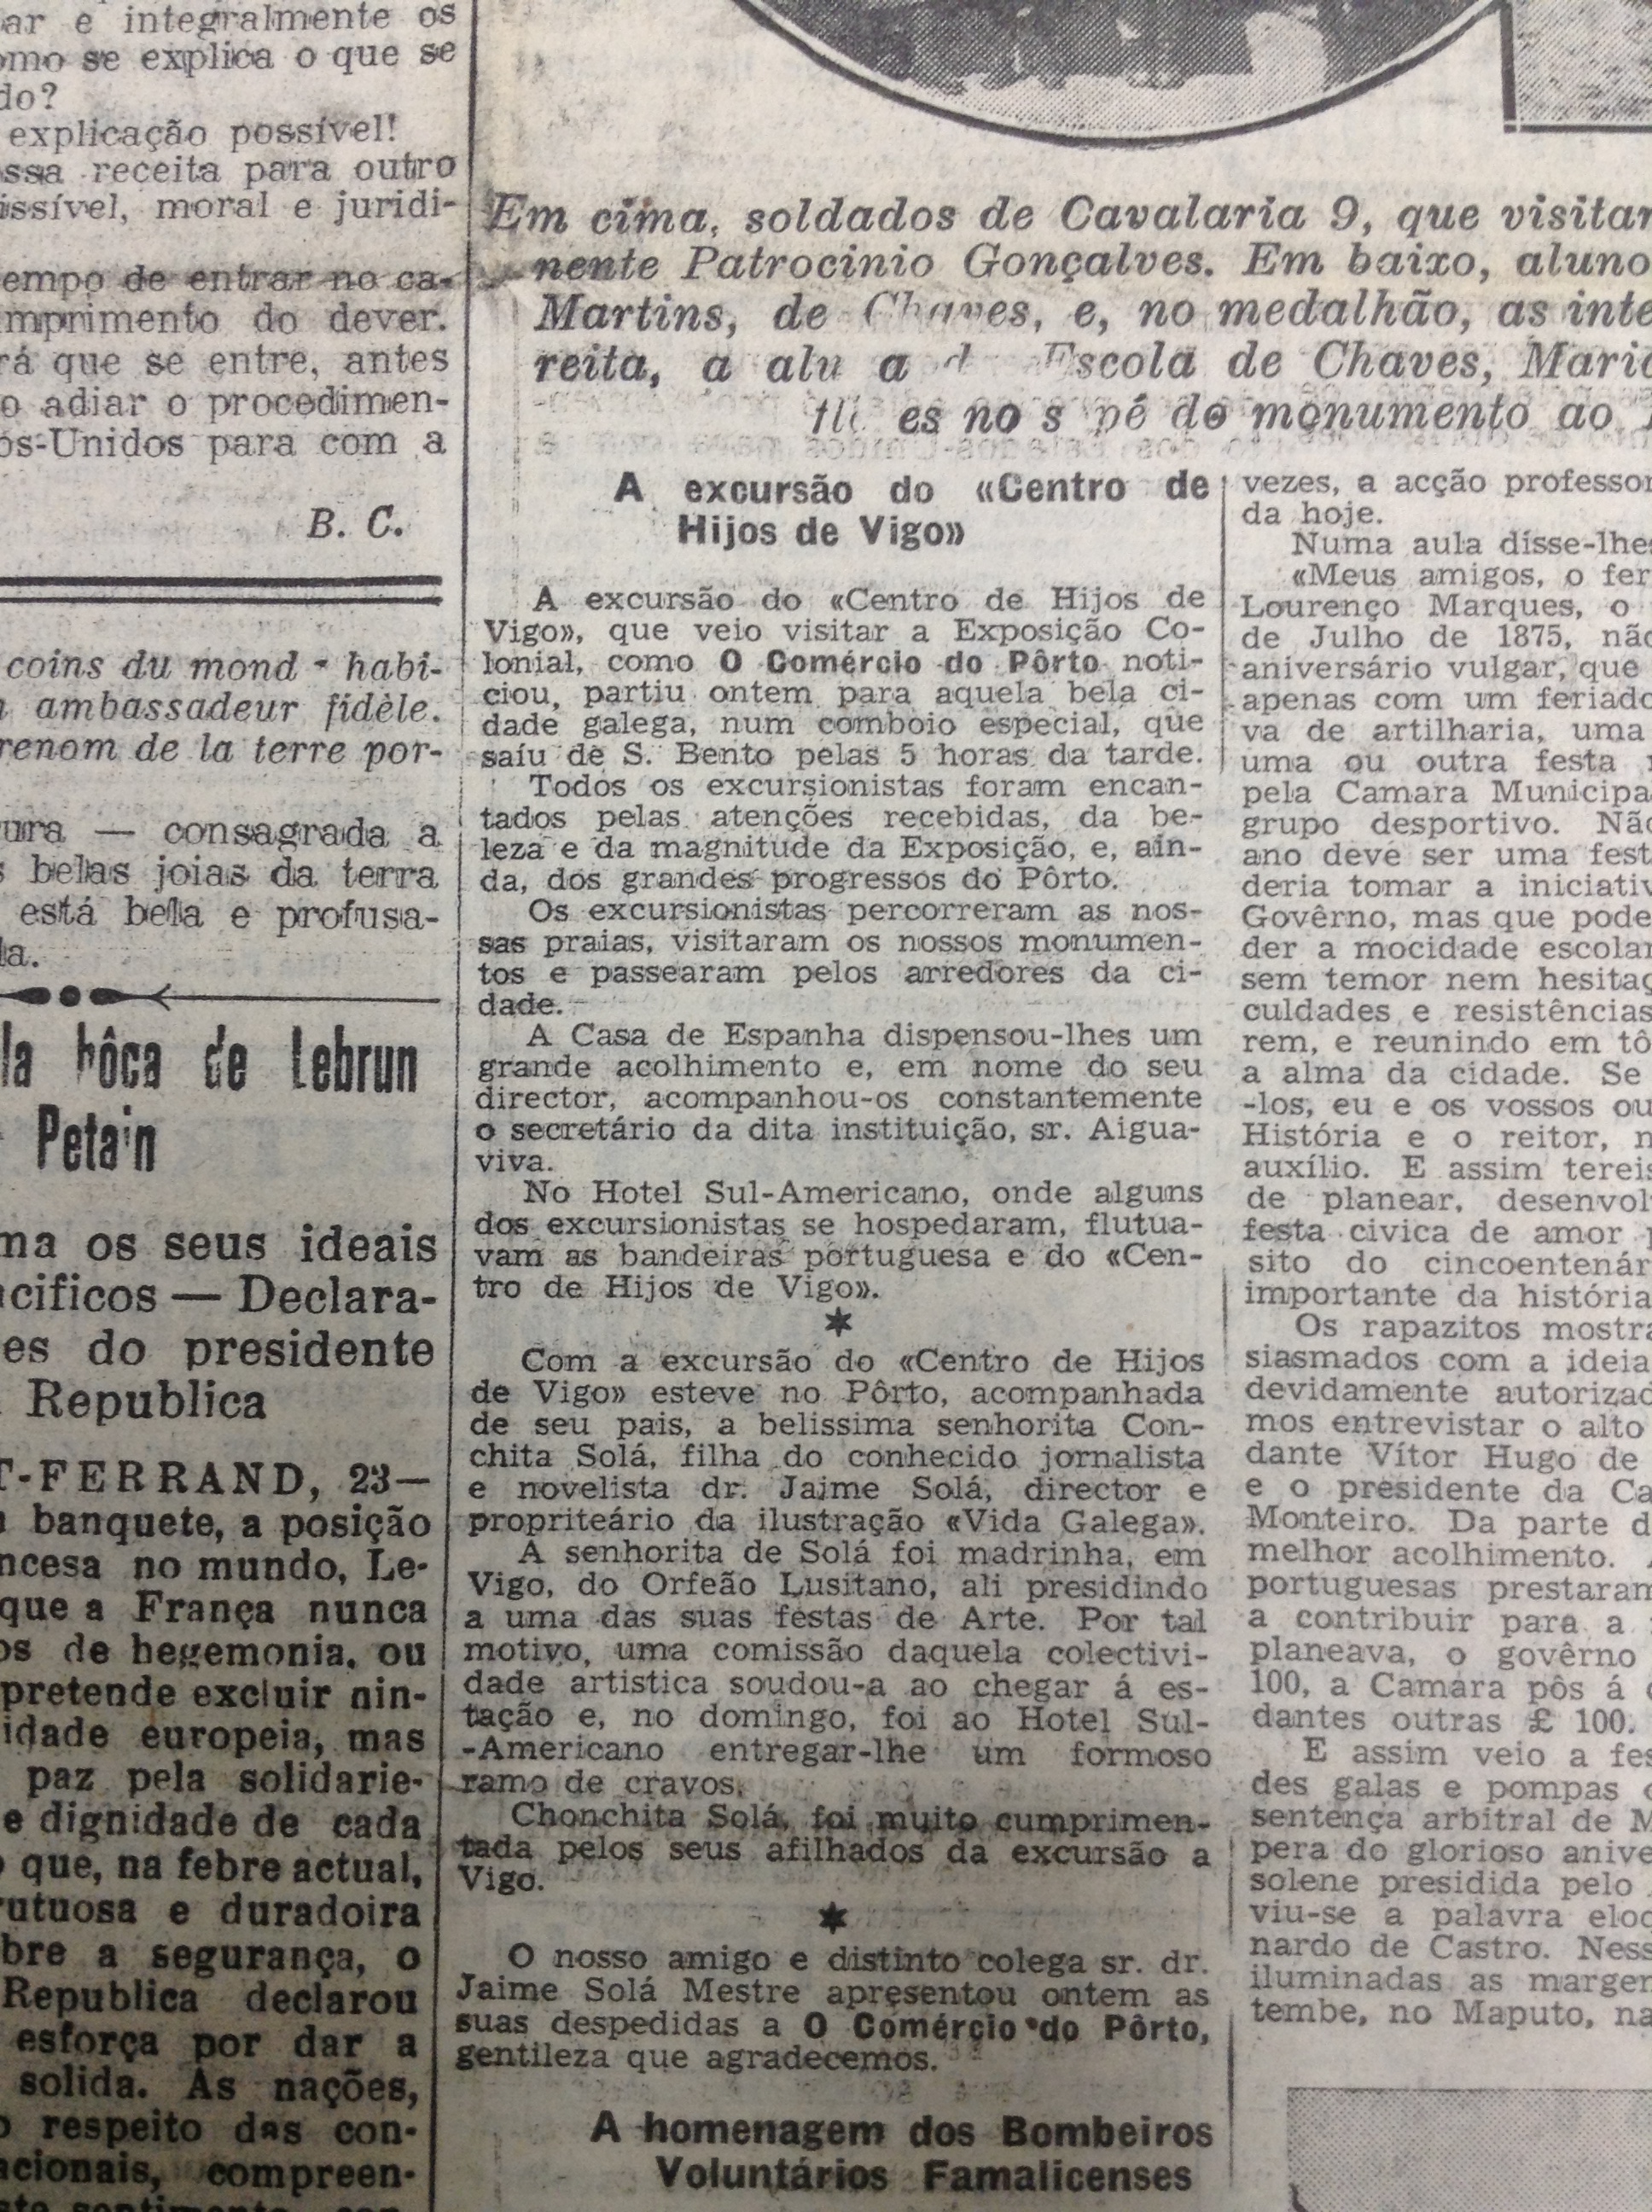 ar e integralmente os
omo se explica o que se
do?
explicação possível!
ossa receita para outro
issível, moral e juridi-
empo de entrar no ca-
mprimento do dever.
rá que se entre, antes
o adiar o procedimen-
os-Unidos para com a
B. C.
coins du mond - habi-
ambassadeur fidèle.
renom de la terre por-
ura — consagrada a
s belas joias da terra
está bella e profusa-
da.
la bôca de Lebrun
Petain
ma os seus ideais
cificos — Declara-
es do presidente
Republica
T-FERRAND, 23—
banquete, a posição
ncesa no mundo, Le-
que a França nunca
os de hegemonia, ou
pretende excluir nin-
idade europeia, mas
paz pela solidarie-
e dignidade de cada
o que, na febre actual,
rutuosa e duradoira
bre a segurança, o
Republica declarou
esforça por dar a
solida. As nações,
o respeito das con-
acionais, compreen-
Em cima, soldados de Cavalaria 9, que visitar
nente Patrocinio Gonçalves. Em baixo, aluno
Martins, de Chaves, e, no medalhão, as inte
reita, a alu a d Escola de Chaves, Maria
es no s pé do monumento ao
A excursão do «Centro de
Hijos de Vigo»
A excursão do «Centro de Hijos de
Vigo», que veio visitar a Exposição Co-
lonial, como O Comércio do Pôrto noti-
ciou, partiu ontem para aquela bela ci-
dade galega, num comboio especial, que
saíu de S. Bento pelas 5 horas da tarde.
Todos os excursionistas foram encan-
tados pelas atenções recebidas, da be-
leza e da magnitude da Exposição, e, ain-
da, dos grandes progressos do Pôrto.
Os excursionistas percorreram as nos-
sas praias, visitaram os nossos monumen-
tos e passearam pelos arredores da ci-
dade.
A Casa de Espanha dispensou-lhes um
grande acolhimento e, em nome do seu
director, acompanhou-os constantemente
o secretário da dita instituição, sr. Aigua-
viva.
No Hotel Sul-Americano, onde alguns
dos excursionistas se hospedaram, flutua-
vam as bandeiras portuguesa e do «Cen-
tro de Hijos de Vigo».
*
Com a excursão do «Centro de Hijos
de Vigo» esteve no Pôrto, acompanhada
de seu pais, a belissima senhorita Con-
chita Solá, filha do conhecido jornalista
e novelista dr. Jaime Solá, director e
propriteário da ilustração «Vida Galega».
A senhorita de Solá foi madrinha, em
Vigo, do Orfeão Lusitano, ali presidindo
a uma das suas festas de Arte. Por tal
motivo, uma comissão daquela colectivi-
dade artistica soudou-a ao chegar á es-
tação e, no domingo, foi ao Hotel Sul-
-Americano entregar-lhe um formoso
ramo de cravos.
Chonchita Solá, foi muito cumprimen-
tada pelos seus afilhados da excursão a
Vigo.
*
O nosso amigo e distinto colega sr. dr.
Jaime Solá Mestre apresentou ontem as
suas despedidas a O Comércio do Pôrto,
gentileza que agradecemos.
A homenagem dos Bombeiros
Voluntários Famalicenses
vezes, a acção professor
da hoje.
Numa aula disse-lhes
«Meus amigos, o fer
Lourenço Marques, o
de Julho de 1875, não
aniversário vulgar, que
apenas com um feriado
va de artilharia, uma
uma ou outra festa
pela Camara Municipa
grupo desportivo. Não
ano deve ser uma fest
deria tomar a iniciativ
Govêrno, mas que pode
der a mocidade escolar
sem temor nem hesitaç
culdades e resistências
rem, e reunindo em tô
a alma da cidade. Se
-los, eu e os vossos ou
História e o reitor, n
auxílio. E assim tereis
de planear, desenvol
festa civica de amor p
sito do cincoentenár
importante da história
Os rapazitos mostra
siasmados com a ideia
devidamente autorizad
mos entrevistar o alto
dante Vítor Hugo de
e o presidente da Ca
Monteiro. Da parte d
melhor acolhimento.
portuguesas prestaram
a contribuir para a
planeava, o govêrno
100, a Camara pôs á
dantes outras £ 100.
E assim veio a fes
des galas e pompas
sentença arbitral de M
pera do glorioso anive
solene presidida pelo
viu-se a palavra eloq
nardo de Castro. Ness
iluminadas as margen
tembe, no Maputo, na